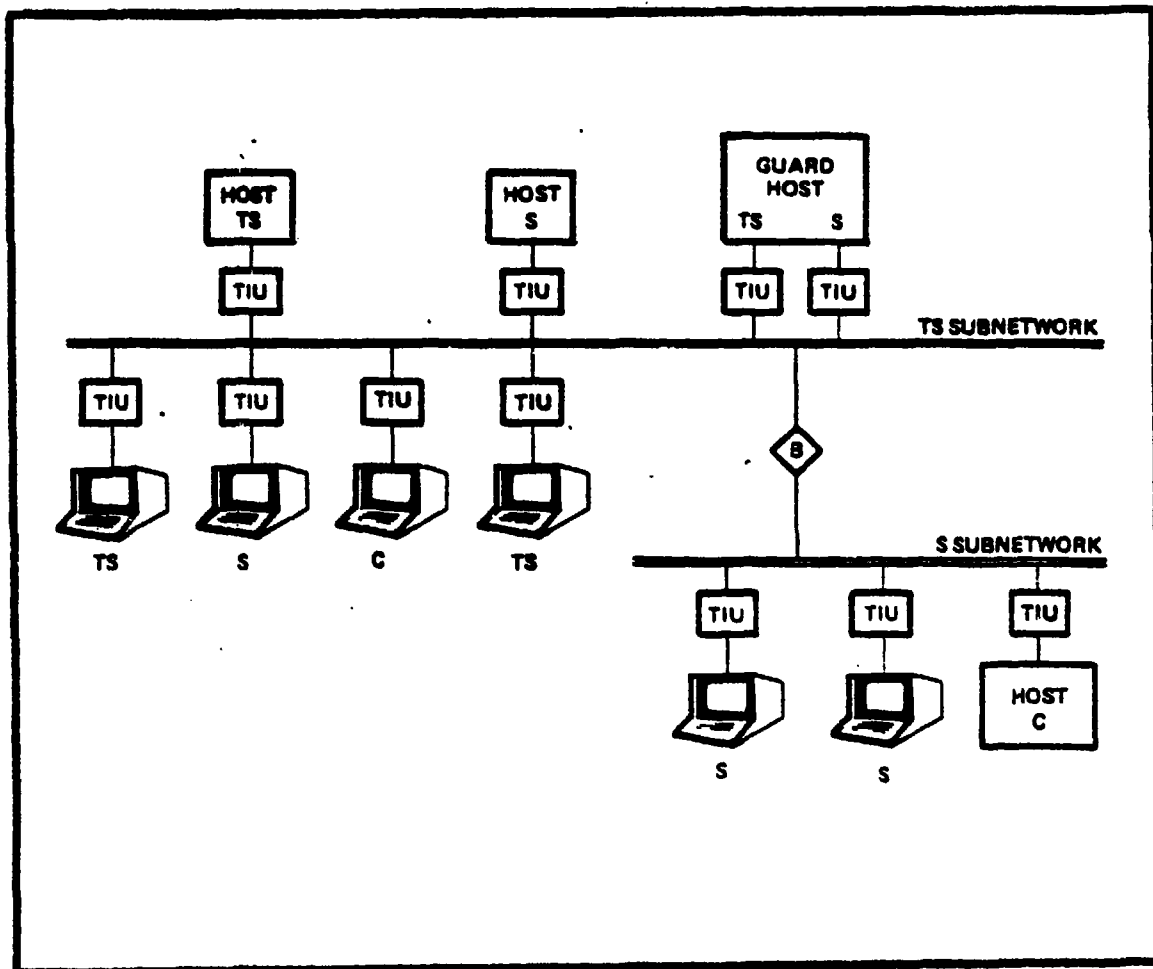 HOST
TS
HOST
S
GUARD
HOST
TS S
TIU TIU TIU TIU
TS SUBNETWORK
TIU TIU TIU TIU
B
TS S C TS
S SUBNETWORK
TIU TIU TIU
HOST
C
S S